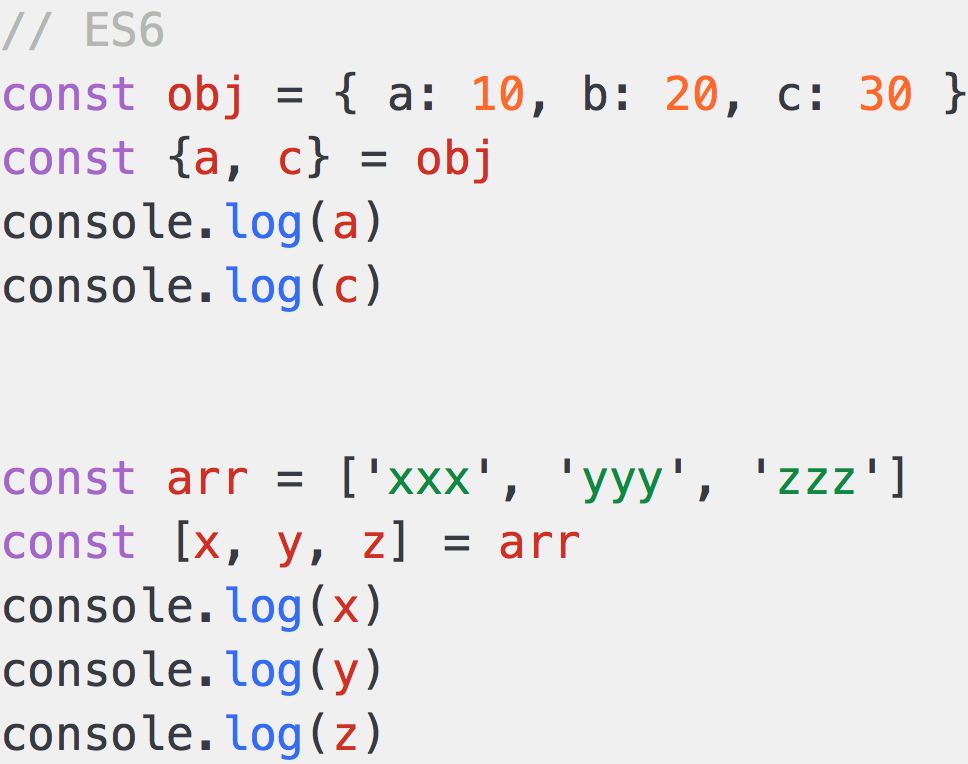 // ES6
const obj = { a: 10, b: 20, c: 30 }
const {a, c} = obj
console.log(a)
console.log(c)
const arr = ['xxx', 'yyy', 'zzz']
const [x, y, z] = arr
console.log(x)
console.log(y)
console.log(z)